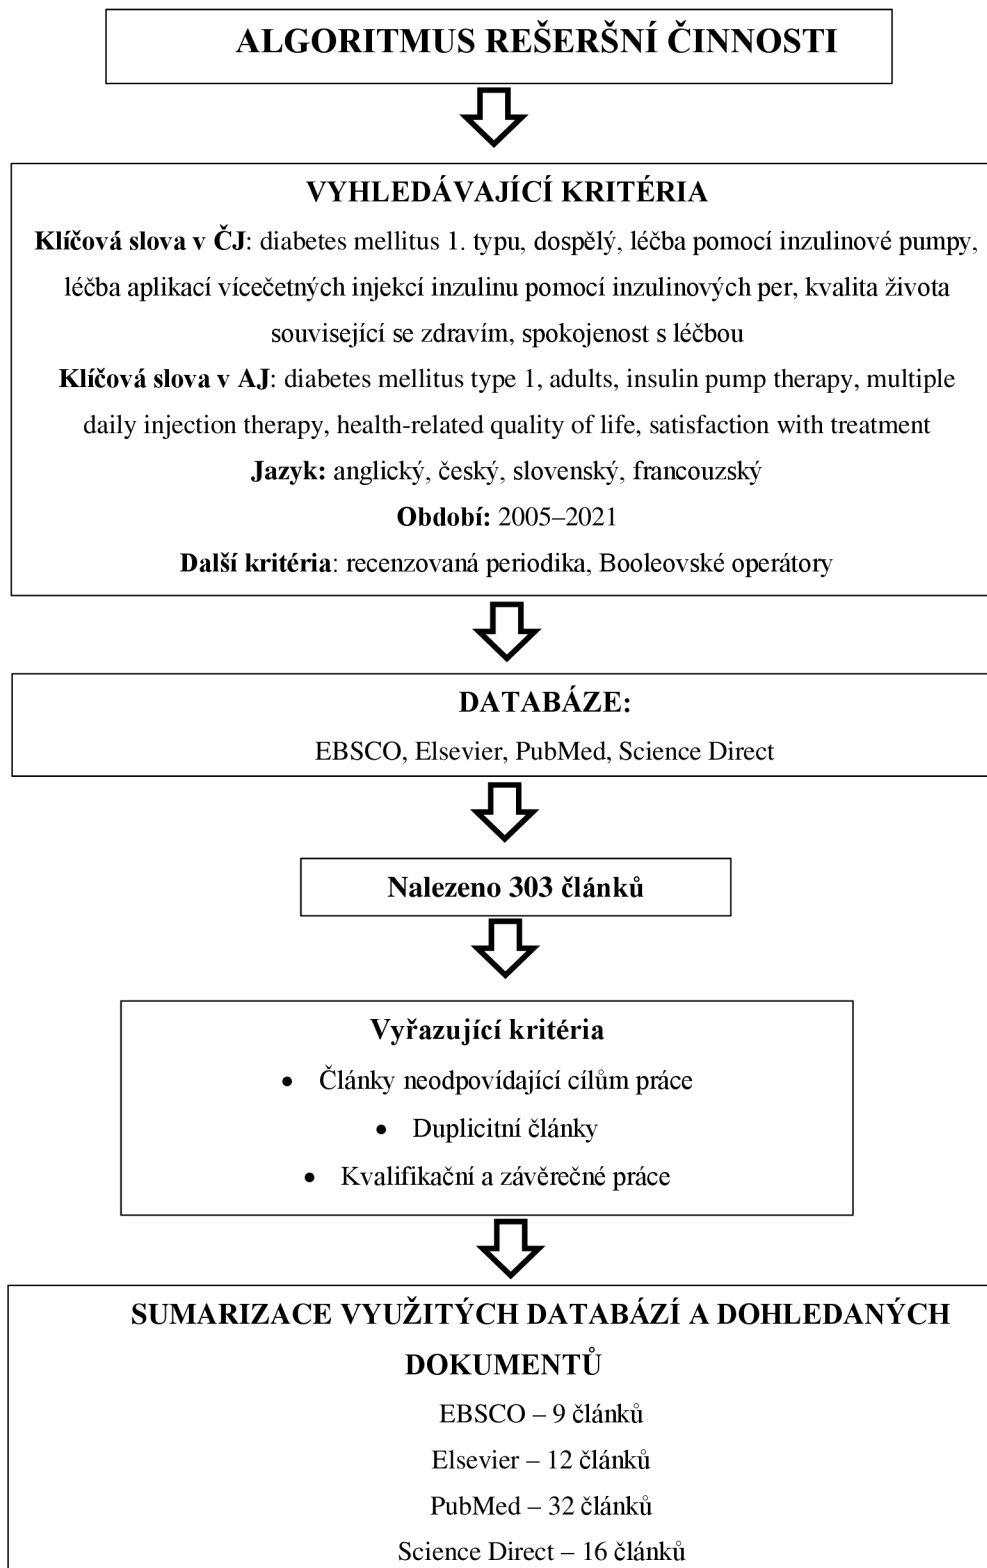 ALGORITMUS REŠERŠNÍ ČINNOSTI
VYHLEDÁVAJÍCÍ KRITÉRIA
Klíčová slova v ČJ: diabetes mellitus 1. typu, dospělý, léčba pomocí inzulinové pumpy,
léčba aplikací vícečetných injekcí inzulinu pomocí inzulinových per, kvalita života
související se zdravím, spokojenost s léčbou
Klíčová slova v AJ: diabetes mellitus type 1, adults, insulin pump therapy, multiple
daily injection therapy, health-related quality of life, satisfaction with treatment
Jazyk: anglický, český, slovenský, francouzský
Období: 2005–2021
Další kritéria: recenzovaná periodika, Booleovské operátory
DATABÁZE:
EBSCO, Elsevier, PubMed, Science Direct
Nalezeno 303 článků
Vyřazující kritéria
• Články neodpovídající cílům práce
• Duplicitní články
• Kvalifikační a závěrečné práce
SUMARIZACE VYUŽITÝCH DATABÁZÍ A DOHLEDANÝCH
DOKUMENTŮ
EBSCO – 9 článků
Elsevier – 12 článků
PubMed – 32 článků
Science Direct – 16 článků